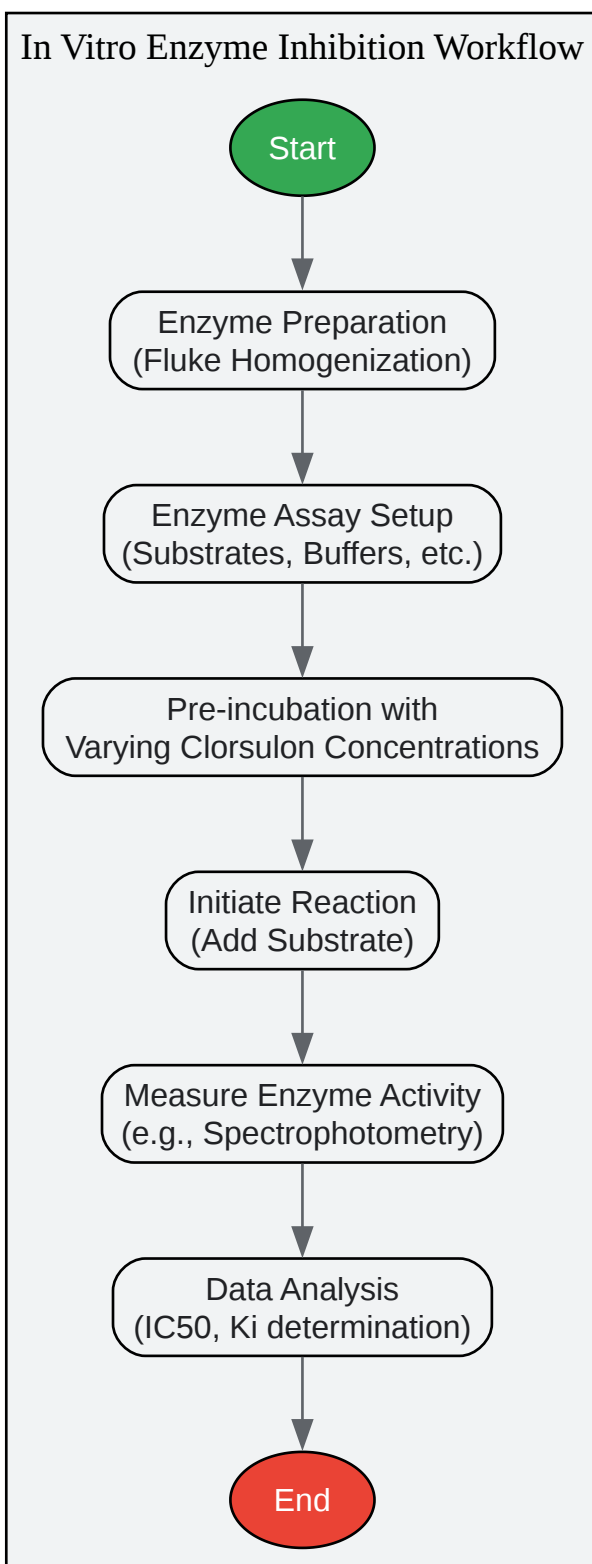 In Vitro Enzyme Inhibition Workflow
Start
Enzyme Preparation
(Fluke Homogenization)
Enzyme Assay Setup
(Substrates, Buffers, etc.)
Pre-incubation with
Varying Clorsulon Concentrations
Initiate Reaction
(Add Substrate)
Measure Enzyme Activity
(e.g., Spectrophotometry)
Data Analysis
(IC50, Ki determination)
End